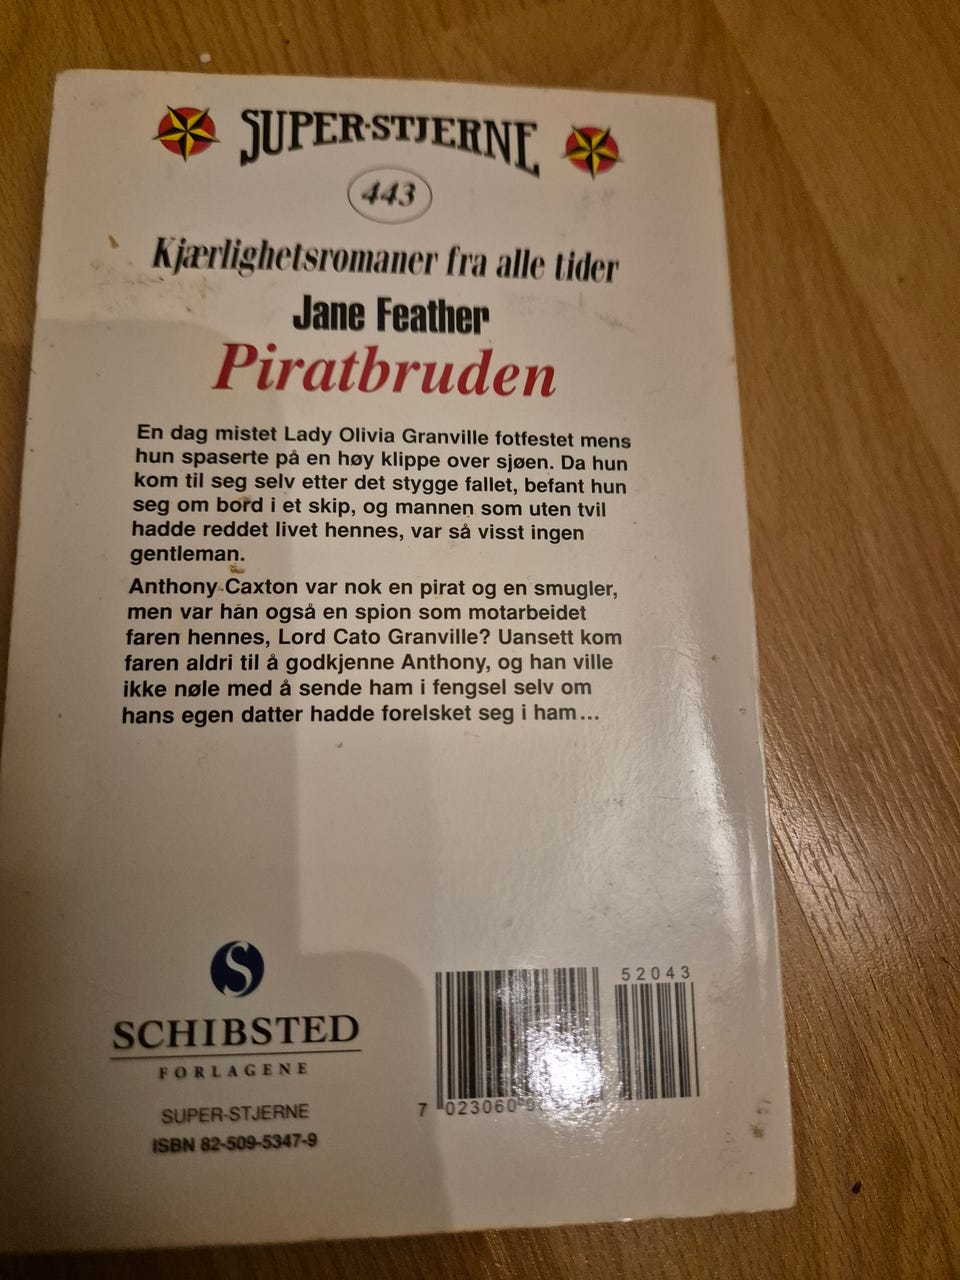 SUPER-STJERNE
443
Kjærlighetsromaner fra alle tider
Jane Feather
Piratbruden
En dag mistet Lady Olivia Granville fotfestet mens
hun spaserte på en høy klippe over sjøen. Da hun
kom til seg selv etter det stygge fallet, befant hun
seg om bord i et skip, og mannen som uten tvil
hadde reddet livet hennes, var så visst ingen
gentleman.
Anthony Caxton var nok en pirat og en smugler,
men var han også en spion som motarbeidet
faren hennes, Lord Cato Granville? Uansett kom
faren aldri til å godkjenne Anthony, og han ville
ikke nøle med å sende ham i fengsel selv om
hans egen datter hadde forelsket seg i ham...
S
SCHIBSTED
FORLAGENE
SUPER-STJERNE
ISBN 82-509-5347-9
52043
7 023060